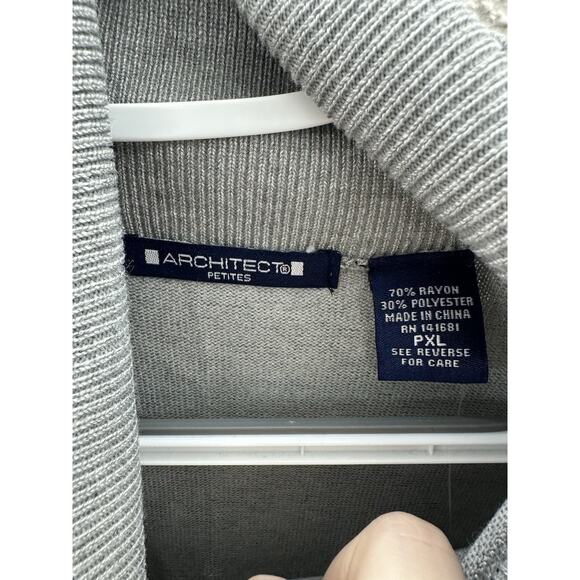 ARCHITECT®
PETITES
70% RAYON
30% POLYESTER
MADE IN CHINA
RN 141681
PXL
SEE REVERSE
FOR CARE